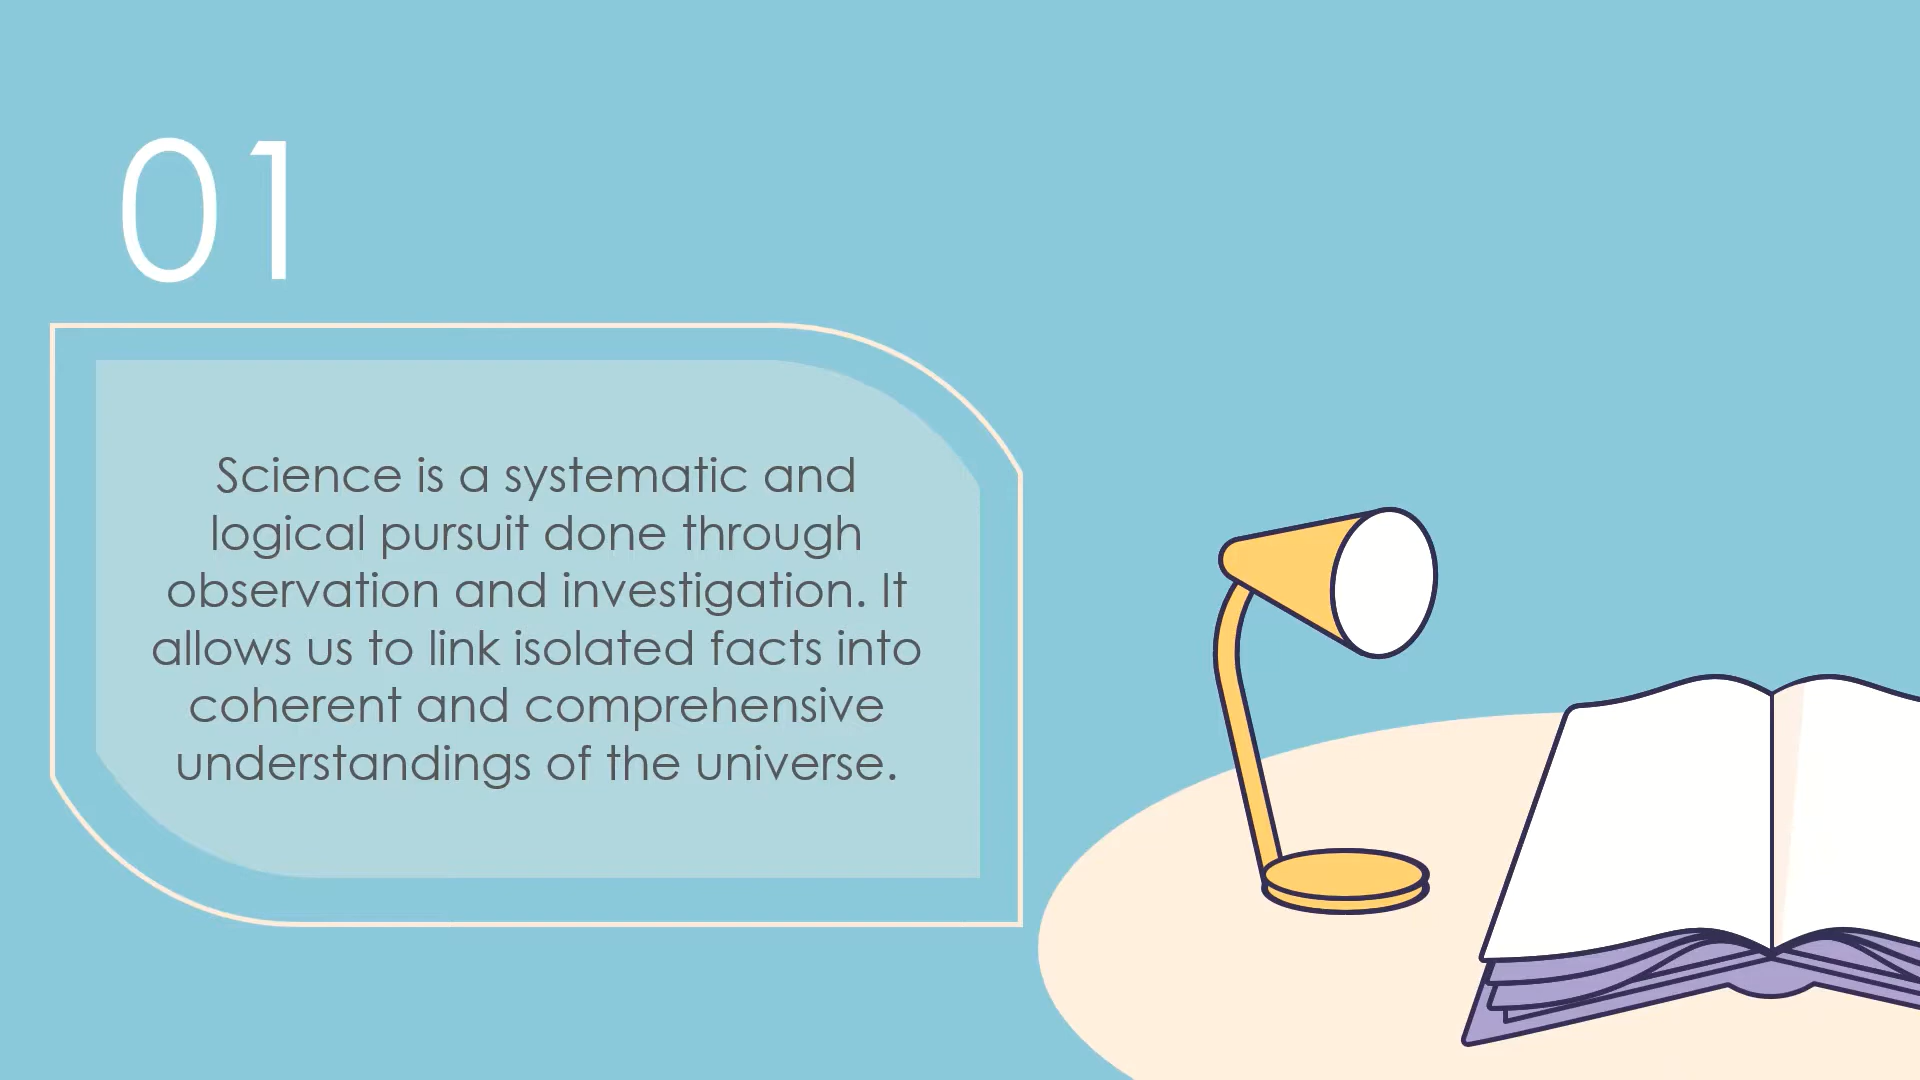 01
Science is a systematic and
logical pursuit done through
observation and investigation. It
allows us to link isolated facts into
coherent and comprehensive
understandings of the universe.